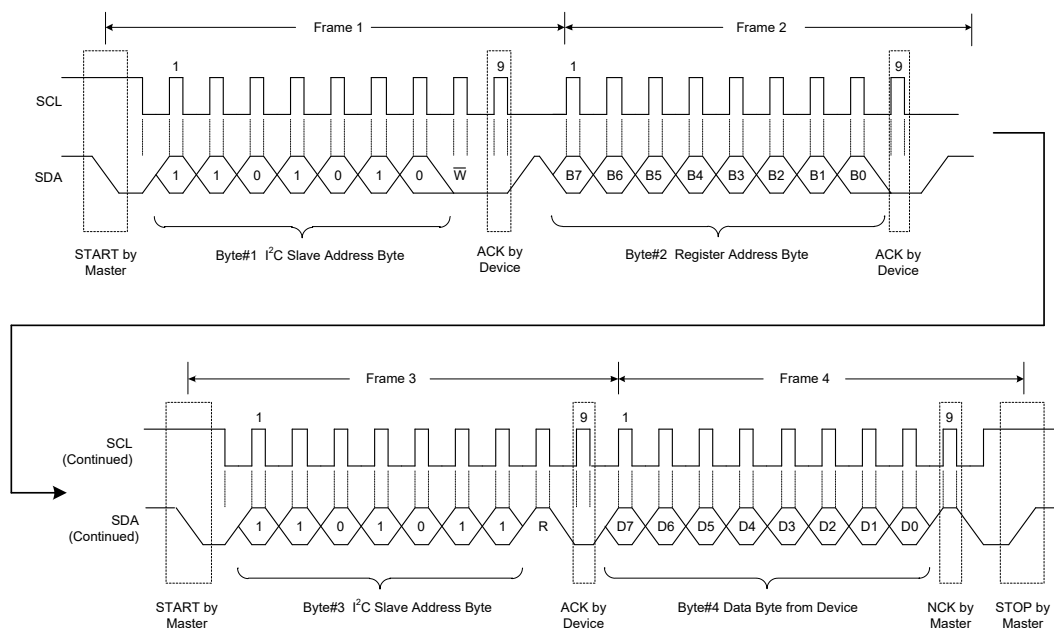 Frame 1 Frame 2
1 9 1 9
SCL
SDA 1 1 0 1 0 1 0 W̅ B7 B6 B5 B4 B3 B2 B1 B0
START by Master
Byte#1 I²C Slave Address Byte
ACK by Device
Byte#2 Register Address Byte
ACK by Device
Frame 3 Frame 4
1 9 1 9
SCL (Continued)
SDA (Continued) 1 1 0 1 0 1 1 R D7 D6 D5 D4 D3 D2 D1 D0
START by Master
Byte#3 I²C Slave Address Byte
ACK by Device
Byte#4 Data Byte from Device
NCK by Master
STOP by Master